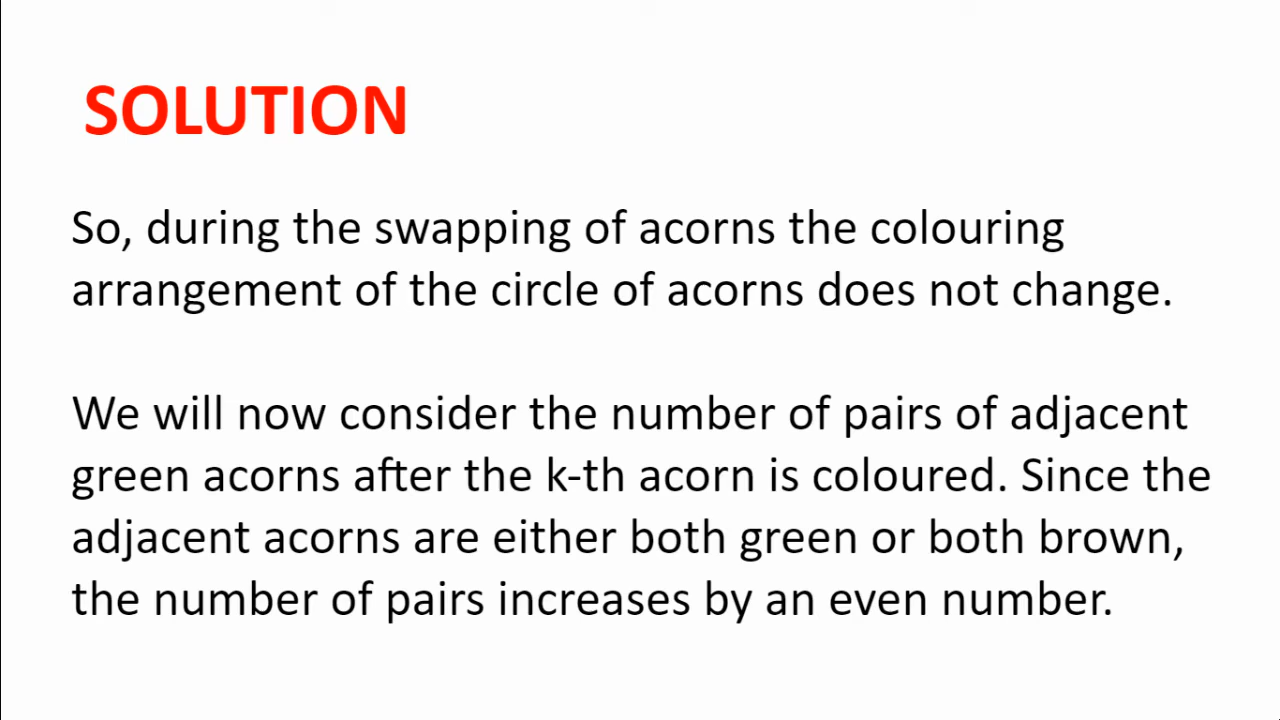 SOLUTION
So, during the swapping of acorns the colouring
arrangement of the circle of acorns does not change.
We will now consider the number of pairs of adjacent
green acorns after the k-th acorn is coloured. Since the
adjacent acorns are either both green or both brown,
the number of pairs increases by an even number.